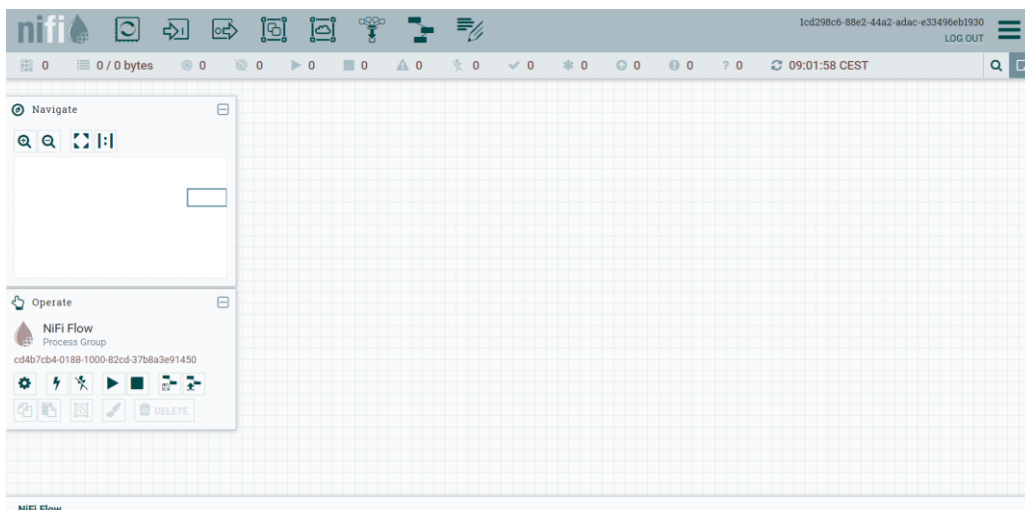 nifi
1cd298c6-88e2-44a2-adac-e33496eb1930
LOG OUT
0 0 / 0 bytes 0 0 0 0 0 0 0 0 0 0 ? 0 09:01:58 CEST
Navigate
Operate
NiFi Flow
Process Group
cd4b7cb4-0188-1000-82cd-37b8a3e91450
DELETE
NiFi Flow